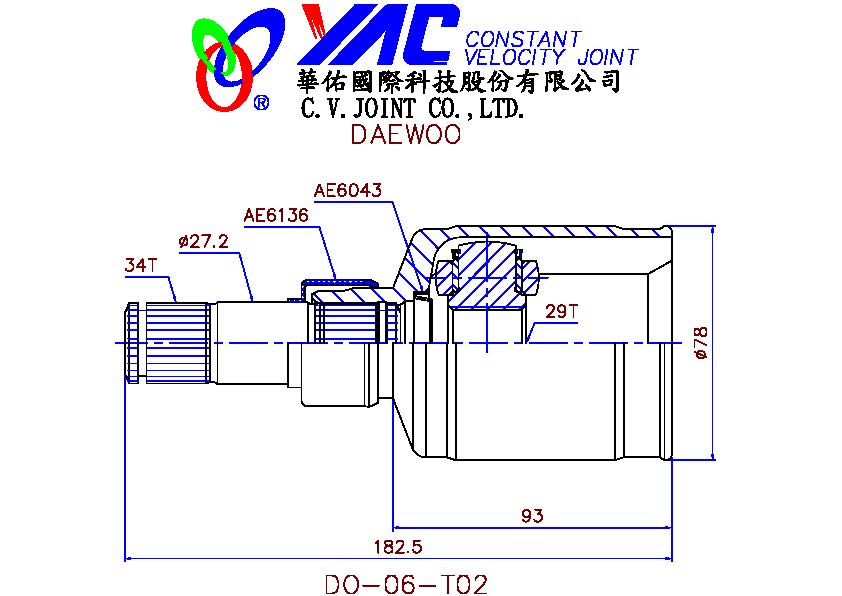 YAC CONSTANT
VELOCITY JOINT
華佑國際科技股份有限公司
®
C.V.JOINT CO.,LTD.
DAEWOO
AE6043
AE6136
ø27.2
34T
29T
ø78
93
182.5
DO-06-T02